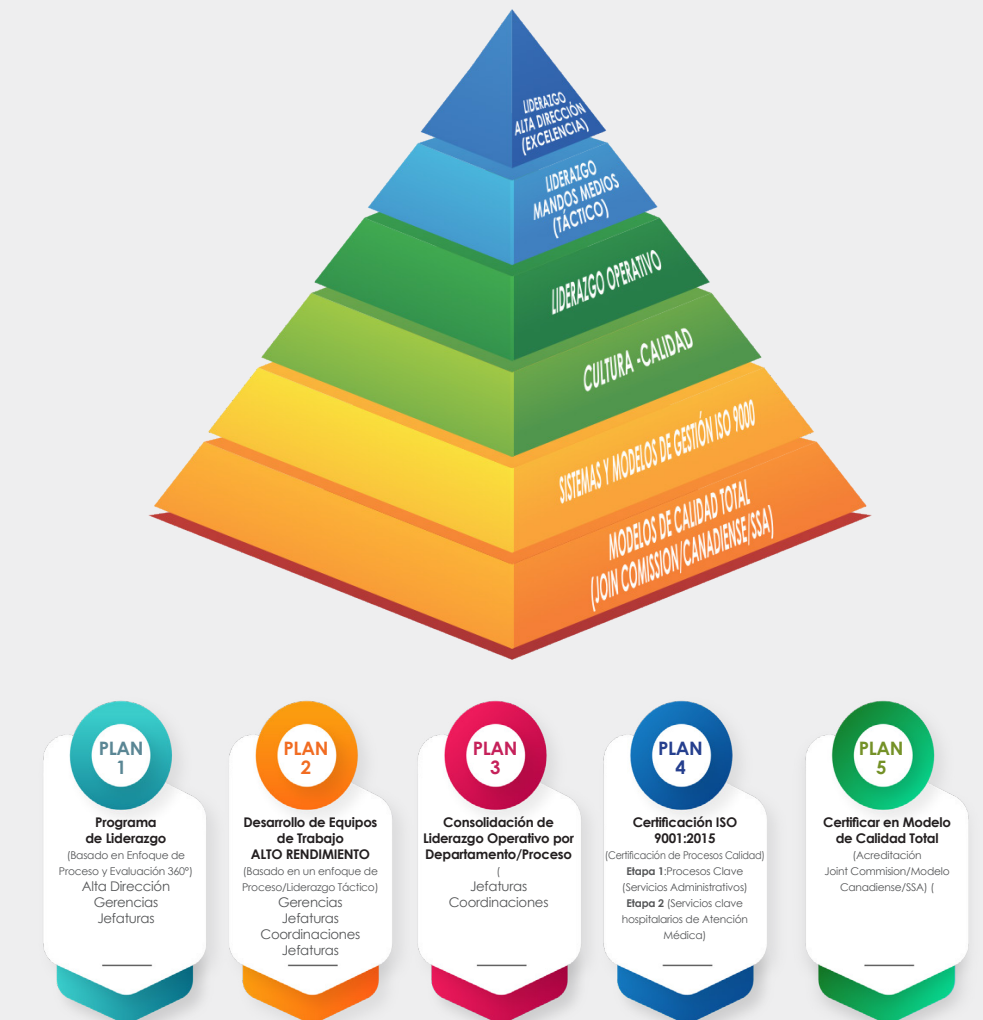 LIDERAZGO
ALTA DIRECCIÓN
(EXCELENCIA)
LIDERAZGO
MANDOS MEDIOS
(TÁCTICO)
LIDERAZGO OPERATIVO
CULTURA -CALIDAD
SISTEMAS Y MODELOS DE GESTIÓN ISO 9000
MODELOS DE CALIDAD TOTAL
(JOIN COMISSION/CANADIENSE/SSA)
PLAN
1
Programa
de Liderazgo
(Basado en Enfoque de
Proceso y Evaluación 360°)
Alta Dirección
Gerencias
Jefaturas
PLAN
2
Desarrollo de Equipos
de Trabajo
ALTO RENDIMIENTO
(Basado en un enfoque de
Proceso/Liderazgo Tóctico)
Gerencias
Jefaturas
Coordinaciones
Jefaturas
PLAN
3
Consolidación de
Liderazgo Operativo por
Departamento/Proceso
(
Jefaturas
Coordinaciones
PLAN
4
Certificación ISO
9001:2015
(Certificación de Procesos Calidad)
Etapa 1:Procesos Clave
(Servicios Administrativos)
Etapa 2 (Servicios clave
hospitalarios de Atención
Médica)
PLAN
5
Certificar en Modelo
de Calidad Total
(Acreditación
Joint Commision/Modelo
Canadiense/SSA) (